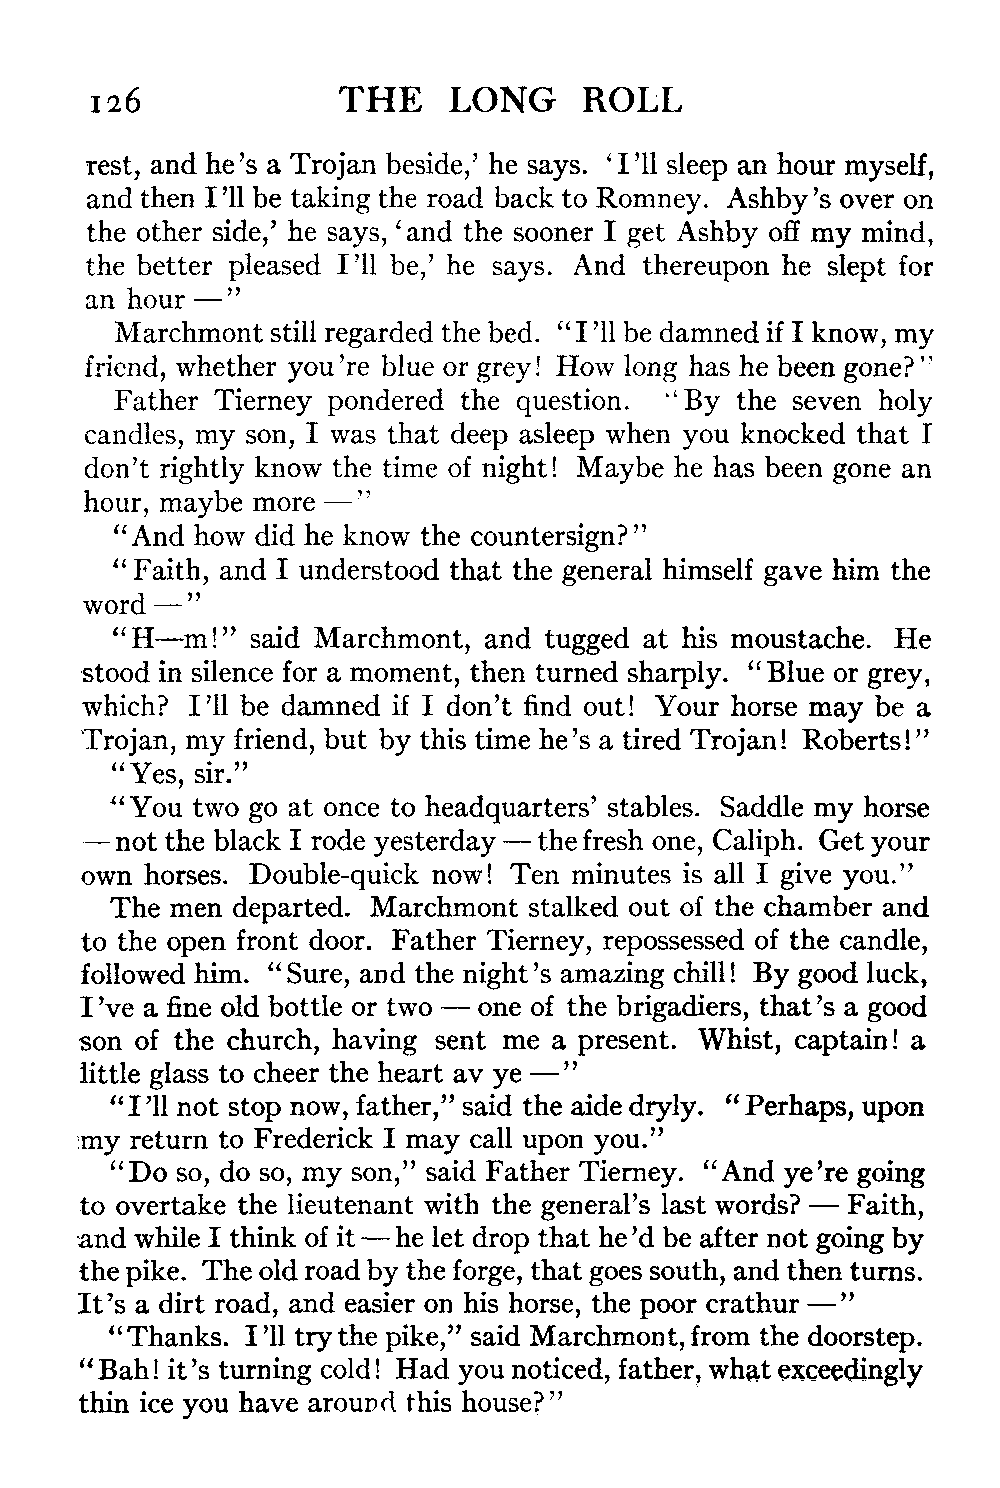 126 THE LONG ROLL
rest, and he's a Trojan beside,' he says. 'I'll sleep an hour myself,
and then I'll be taking the road back to Romney. Ashby's over on
the other side,' he says, 'and the sooner I get Ashby off my mind,
the better pleased I'll be,' he says. And thereupon he slept for
an hour —"
Marchmont still regarded the bed. "I'll be damned if I know, my
friend, whether you're blue or grey! How long has he been gone?"
Father Tierney pondered the question. "By the seven holy
candles, my son, I was that deep asleep when you knocked that I
don't rightly know the time of night! Maybe he has been gone an
hour, maybe more —"
"And how did he know the countersign?"
"Faith, and I understood that the general himself gave him the
word —"
"H—m!" said Marchmont, and tugged at his moustache. He
stood in silence for a moment, then turned sharply. "Blue or grey,
which? I'll be damned if I don't find out! Your horse may be a
Trojan, my friend, but by this time he's a tired Trojan! Roberts!"
"Yes, sir."
"You two go at once to headquarters' stables. Saddle my horse
— not the black I rode yesterday — the fresh one, Caliph. Get your
own horses. Double-quick now! Ten minutes is all I give you."
The men departed. Marchmont stalked out of the chamber and
to the open front door. Father Tierney, repossessed of the candle,
followed him. "Sure, and the night's amazing chill! By good luck,
I've a fine old bottle or two — one of the brigadiers, that's a good
son of the church, having sent me a present. Whist, captain! a
little glass to cheer the heart av ye —"
"I'll not stop now, father," said the aide dryly. "Perhaps, upon
my return to Frederick I may call upon you."
"Do so, do so, my son," said Father Tierney. "And ye're going
to overtake the lieutenant with the general's last words? — Faith,
and while I think of it — he let drop that he'd be after not going by
the pike. The old road by the forge, that goes south, and then turns.
It's a dirt road, and easier on his horse, the poor crathur —"
"Thanks. I'll try the pike," said Marchmont, from the doorstep.
"Bah! it's turning cold! Had you noticed, father, what exceedingly
thin ice you have around this house?"